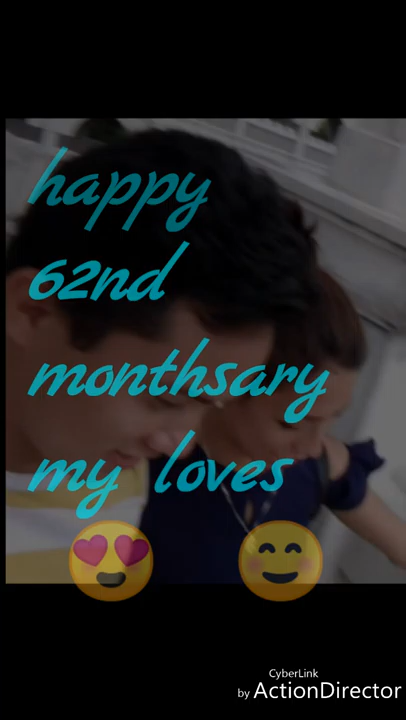 happy
62nd
monthsary
my loves
CyberLink
by ActionDirector